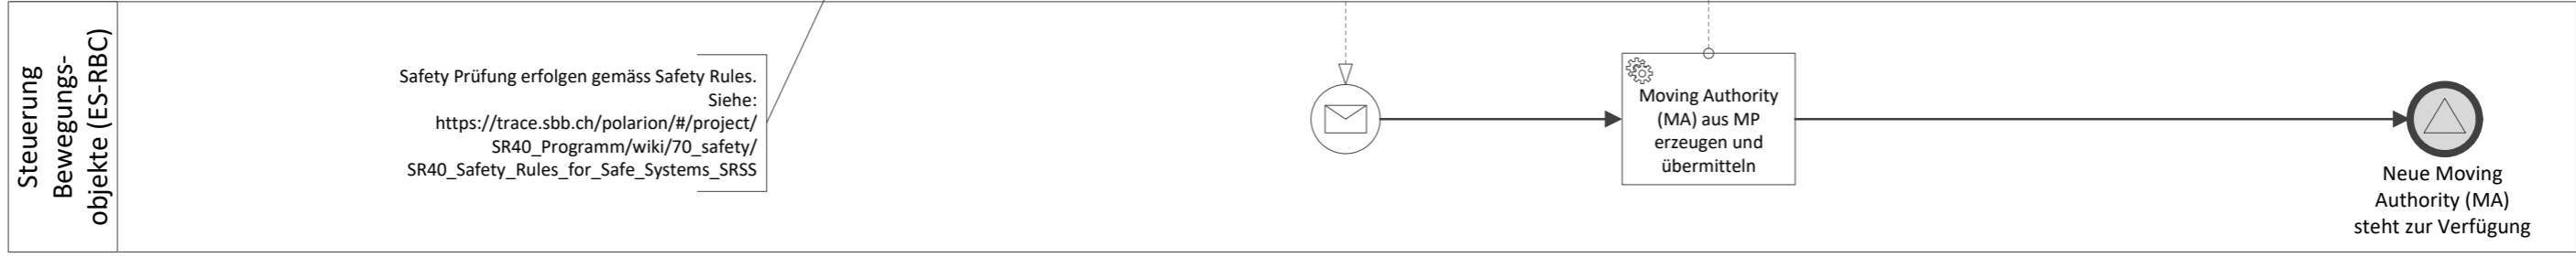 Steuerung
Bewegungs-
objekte (ES-RBC)
Safety Prüfung erfolgen gemäss Safety Rules.
Siehe:
https://trace.sbb.ch/polarion/#/project/
SR40_Programm/wiki/70_safety/
SR40_Safety_Rules_for_Safe_Systems_SRSS
Moving Authority
(MA) aus MP
erzeugen und
übermitteln
Neue Moving
Authority (MA)
steht zur Verfügung